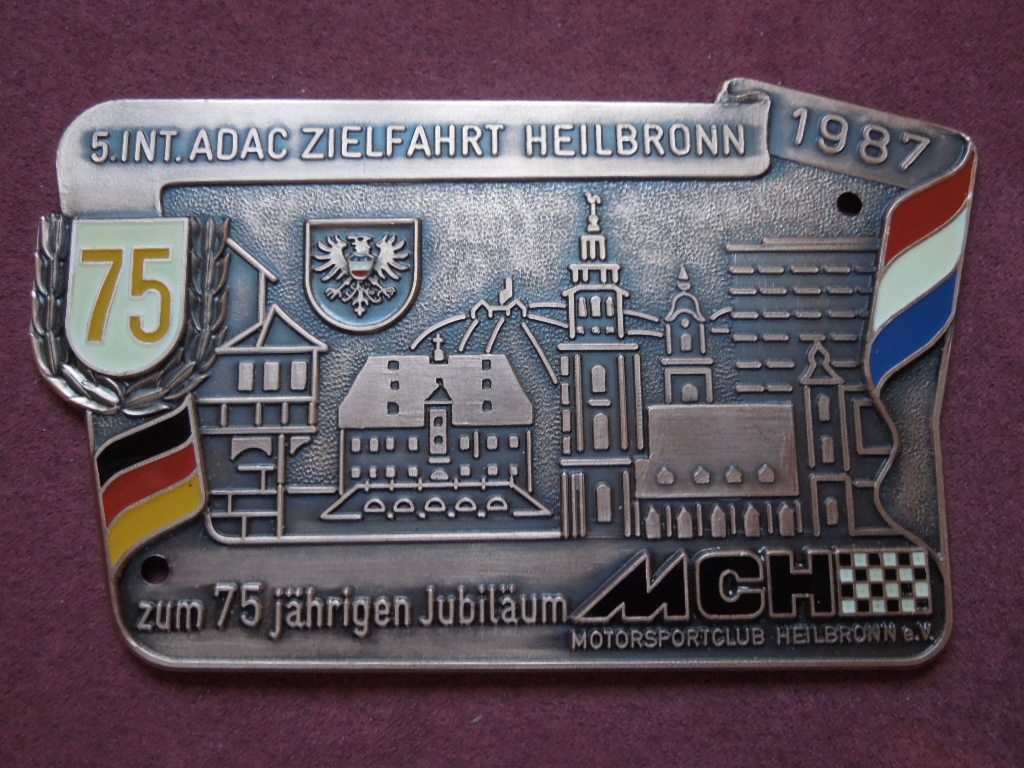 5.INT. ADAC ZIELFAHRT HEILBRONN 1987
75
zum 75 jährigen Jubiläum
MCH
MOTORSPORTCLUB HEILBRONN e.V.